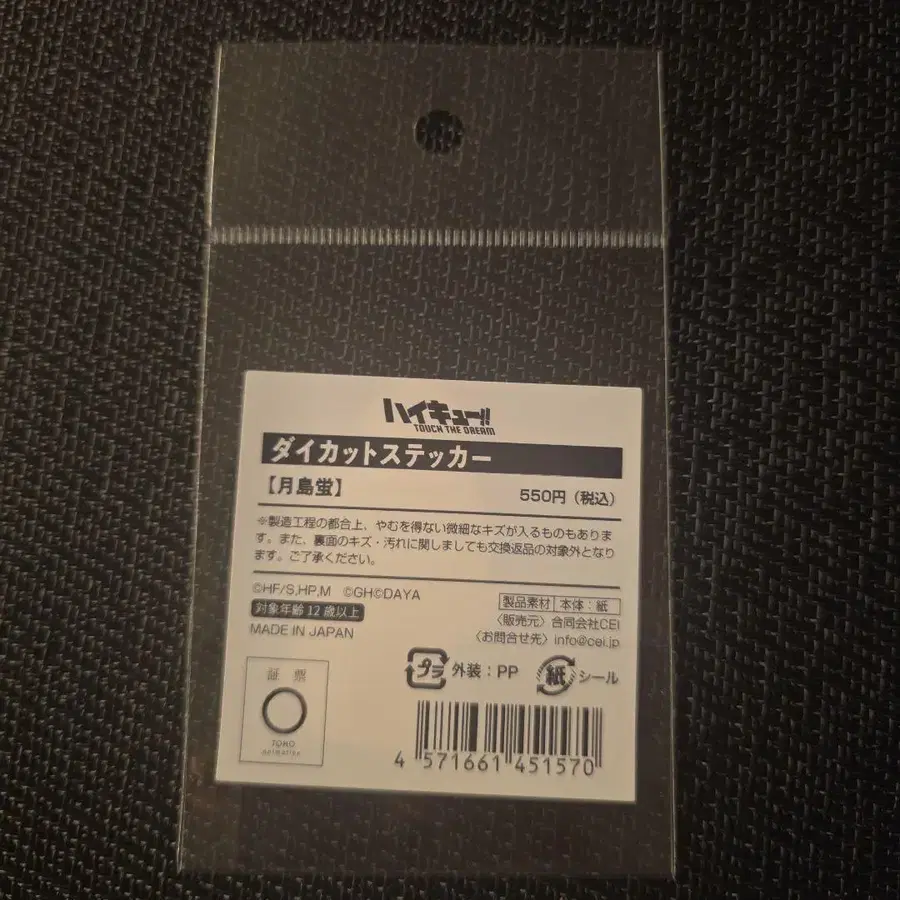 ハイキュー!!
TOUCH THE DREAM
ダイカットステッカー
【月島蛍】
550円（税込）
※製造工程の都合上、やむを得ない微細なキズが入るものもありま
す。また、裏面のキズ・汚れに関しましても交換返品の対象外となり
ます。ご了承ください。
©HF/S,HP,M ©GH©DAYA
対象年齢12歳以上
MADE IN JAPAN
製品素材 本体：紙
〈販売元〉合同会社CEI
〈お問合せ先〉info@cei.jp
プラ 外装：PP 紙 シール
証 票
TOHO
animation
4 571661 451570